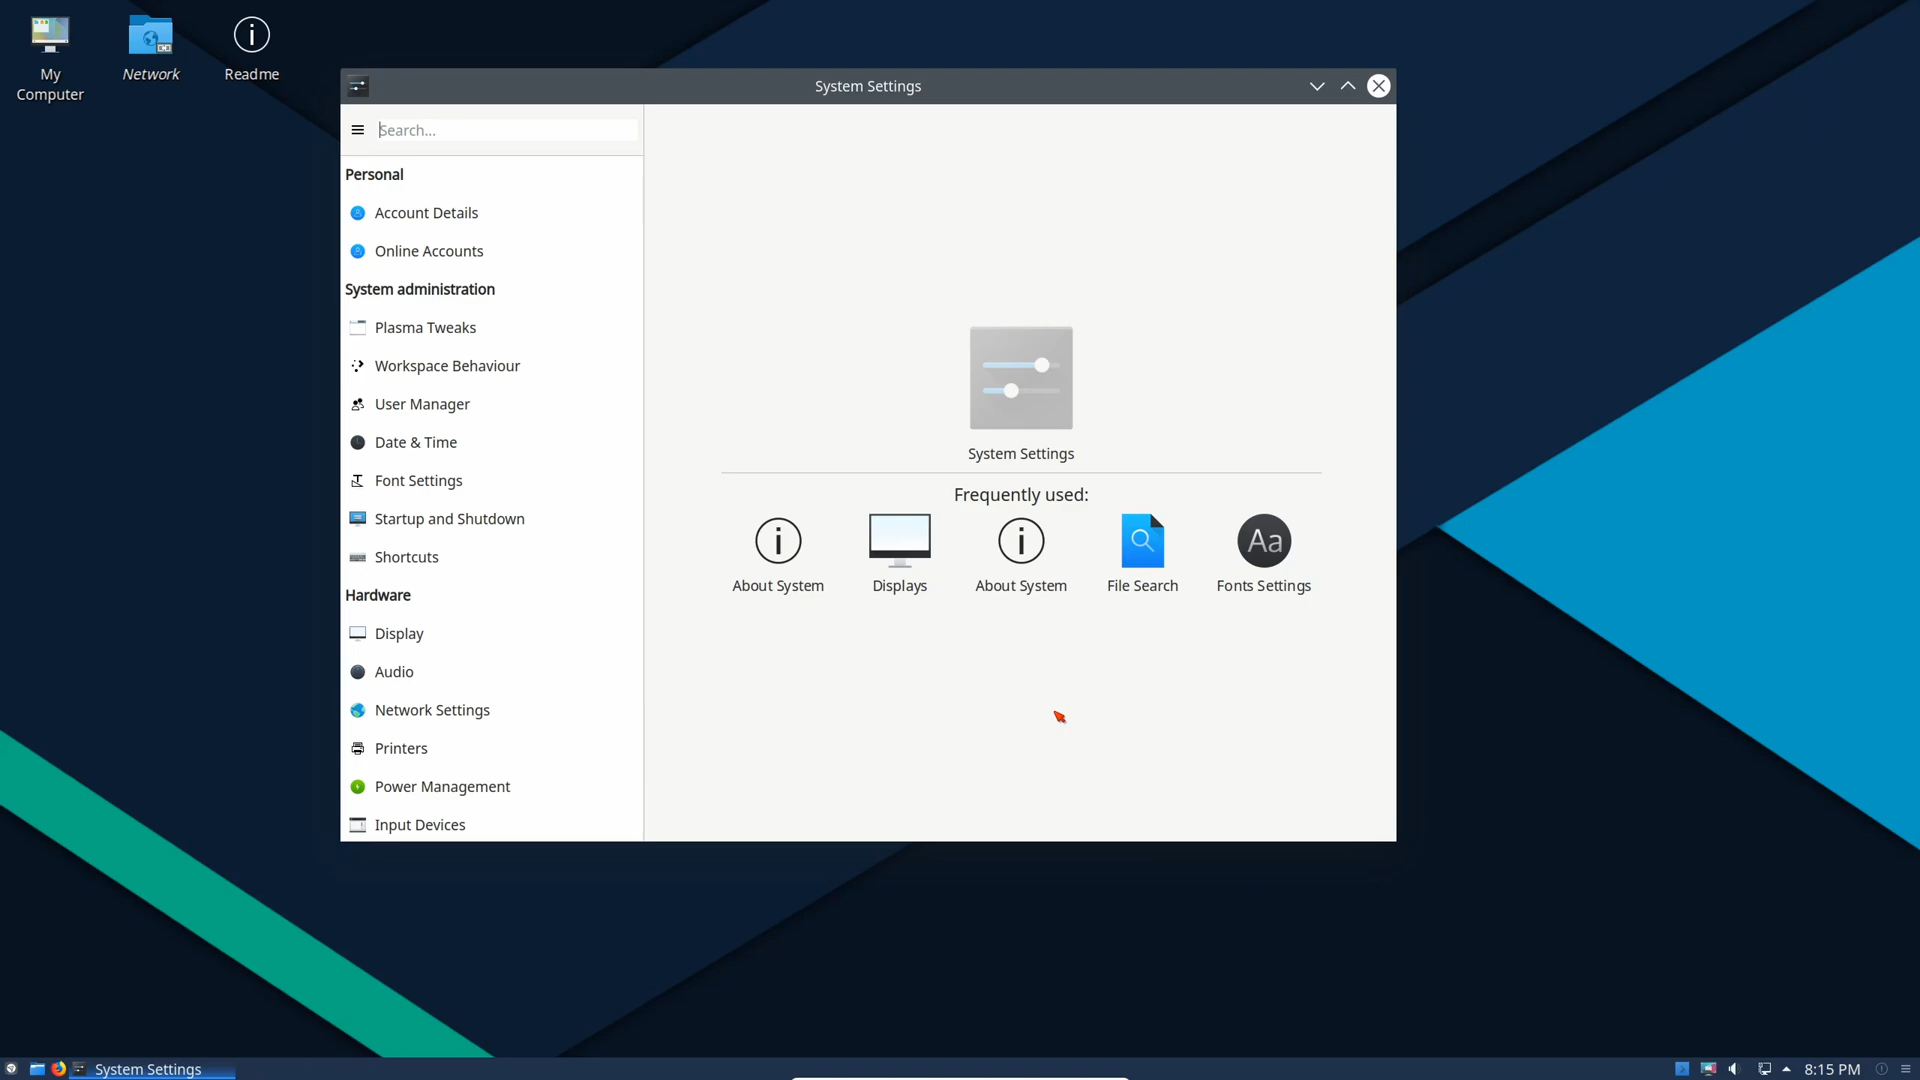 My
Computer
Network
Readme
System Settings
Search...
Personal
Account Details
Online Accounts
System administration
Plasma Tweaks
Workspace Behaviour
User Manager
Date & Time
Font Settings
Startup and Shutdown
Shortcuts
Hardware
Display
Audio
Network Settings
Printers
Power Management
Input Devices
System Settings
Frequently used:
About System
Displays
About System
File Search
Aa
Fonts Settings
System Settings
8:15 PM